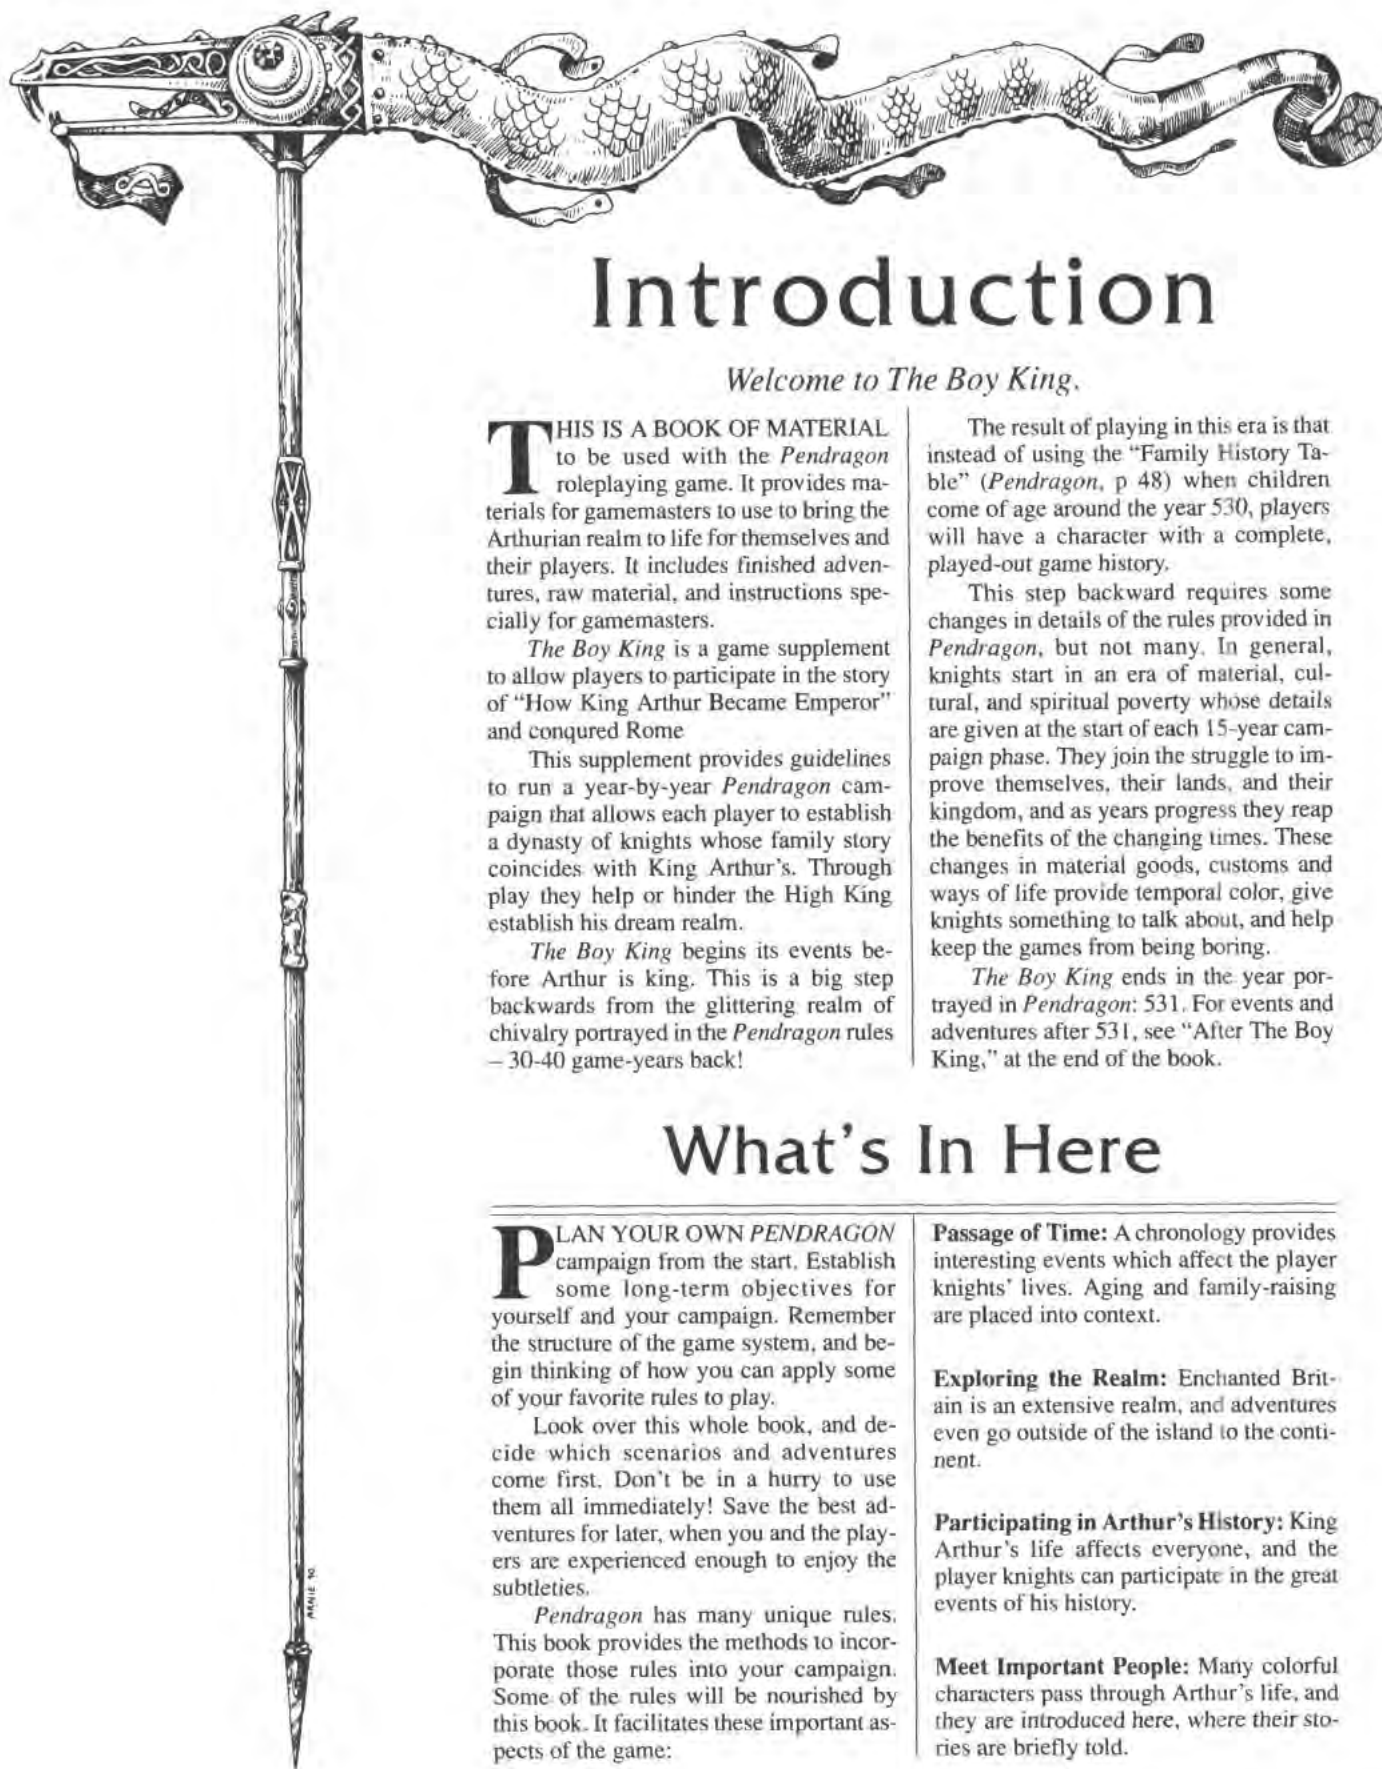 Introduction
Welcome to The Boy King.
THIS IS A BOOK OF MATERIAL
to be used with the Pendragon
roleplaying game. It provides ma-
terials for gamemasters to use to bring the
Arthurian realm to life for themselves and
their players. It includes finished adven-
tures, raw material, and instructions spe-
cially for gamemasters.
The Boy King is a game supplement
to allow players to participate in the story
of "How King Arthur Became Emperor"
and conqured Rome
This supplement provides guidelines
to run a year-by-year Pendragon cam-
paign that allows each player to establish
a dynasty of knights whose family story
coincides with King Arthur's. Through
play they help or hinder the High King
establish his dream realm.
The Boy King begins its events be-
fore Arthur is king. This is a big step
backwards from the glittering realm of
chivalry portrayed in the Pendragon rules
– 30-40 game-years back!
The result of playing in this era is that
instead of using the "Family History Ta-
ble" (Pendragon, p 48) when children
come of age around the year 530, players
will have a character with a complete,
played-out game history.
This step backward requires some
changes in details of the rules provided in
Pendragon, but not many. In general,
knights start in an era of material, cul-
tural, and spiritual poverty whose details
are given at the start of each 15-year cam-
paign phase. They join the struggle to im-
prove themselves, their lands, and their
kingdom, and as years progress they reap
the benefits of the changing times. These
changes in material goods, customs and
ways of life provide temporal color, give
knights something to talk about, and help
keep the games from being boring.
The Boy King ends in the year por-
trayed in Pendragon: 531. For events and
adventures after 531, see "After The Boy
King," at the end of the book.
What's In Here
PLAN YOUR OWN PENDRAGON
campaign from the start. Establish
some long-term objectives for
yourself and your campaign. Remember
the structure of the game system, and be-
gin thinking of how you can apply some
of your favorite rules to play.
Look over this whole book, and de-
cide which scenarios and adventures
come first. Don't be in a hurry to use
them all immediately! Save the best ad-
ventures for later, when you and the play-
ers are experienced enough to enjoy the
subtleties.
Pendragon has many unique rules.
This book provides the methods to incor-
porate those rules into your campaign.
Some of the rules will be nourished by
this book. It facilitates these important as-
pects of the game:
Passage of Time: A chronology provides
interesting events which affect the player
knights' lives. Aging and family-raising
are placed into context.
Exploring the Realm: Enchanted Brit-
ain is an extensive realm, and adventures
even go outside of the island to the conti-
nent.
Participating in Arthur's History: King
Arthur's life affects everyone, and the
player knights can participate in the great
events of his history.
Meet Important People: Many colorful
characters pass through Arthur's life, and
they are introduced here, where their sto-
ries are briefly told.
ARNIE 90